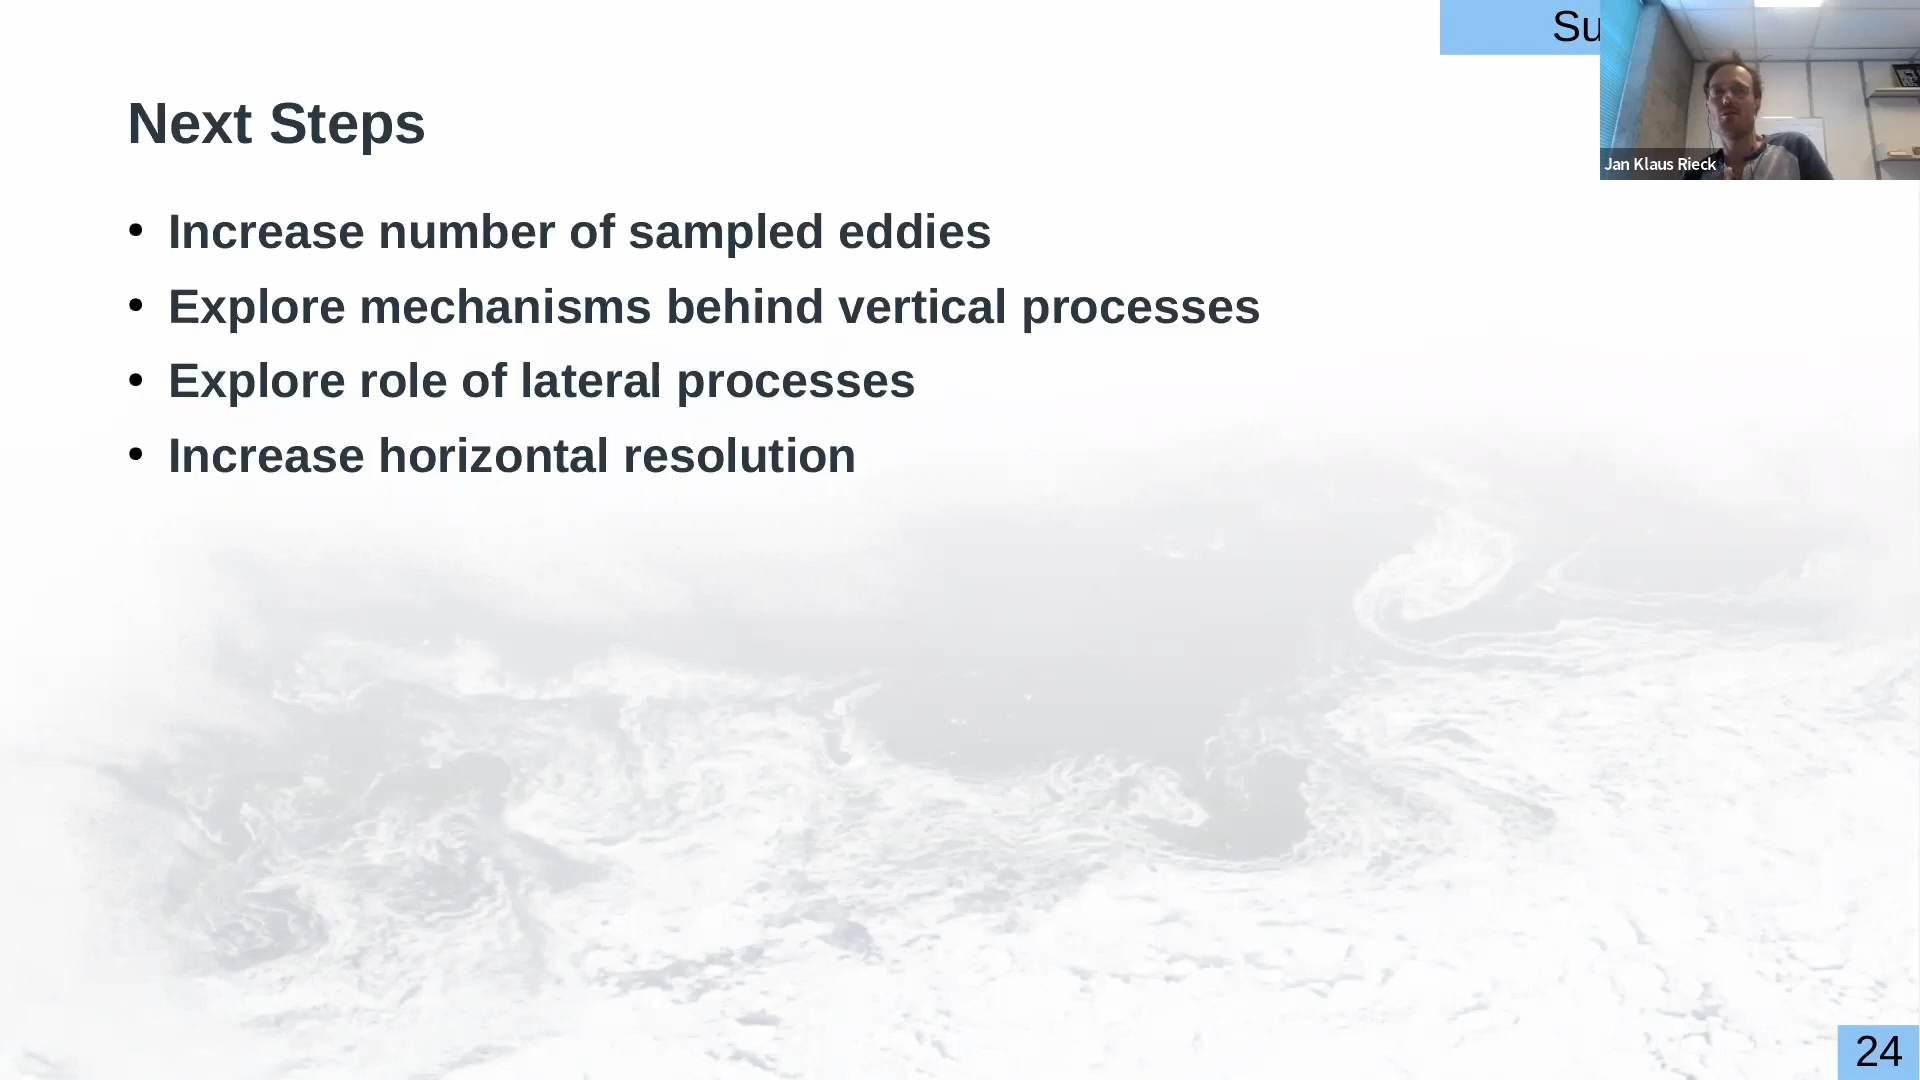 Su
Next Steps
Jan Klaus Rieck
• Increase number of sampled eddies
• Explore mechanisms behind vertical processes
• Explore role of lateral processes
• Increase horizontal resolution
24